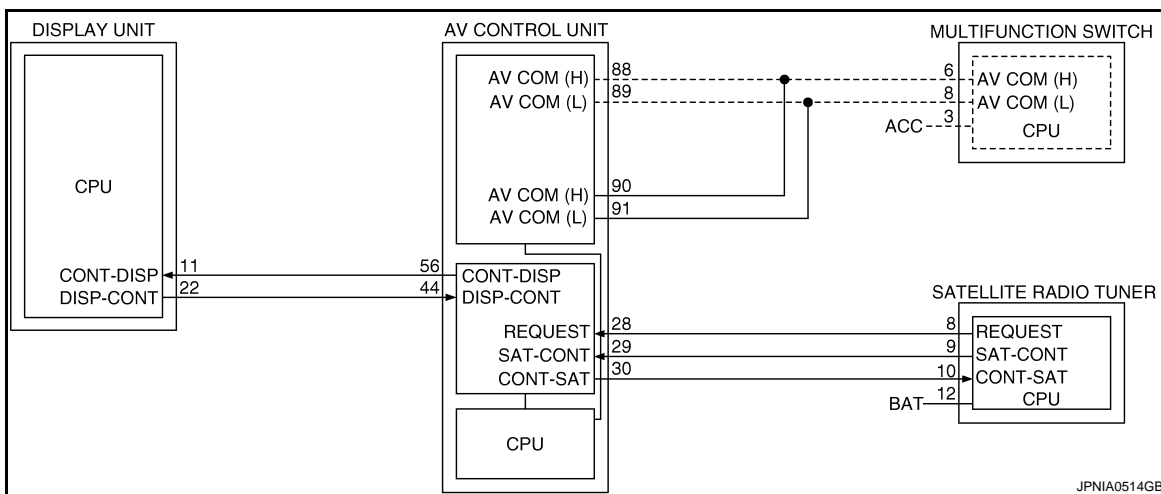 DISPLAY UNIT
CPU
CONT-DISP
DISP-CONT
11
22
AV CONTROL UNIT
AV COM (H)
AV COM (L)
88
89
AV COM (H)
AV COM (L)
90
91
56
44
CONT-DISP
DISP-CONT
REQUEST
SAT-CONT
CONT-SAT
28
29
30
CPU
MULTIFUNCTION SWITCH
6
8
3
AV COM (H)
AV COM (L)
ACC
CPU
SATELLITE RADIO TUNER
8
9
10
12
REQUEST
SAT-CONT
CONT-SAT
BAT
CPU
JPNIA0514GB